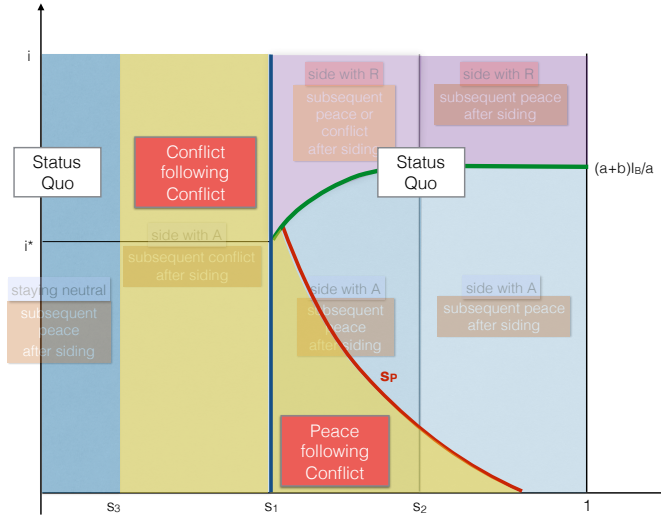 i
side with R
subsequent
peace or
conflict
after siding
side with R
subsequent peace
after siding
Status
Quo
Conflict
following
Conflict
Status
Quo
(a+b)I_B/a
i*
side with A
subsequent conflict
after siding
staying neutral
subsequent
peace
after siding
side with A
subsequent
peace
after siding
side with A
subsequent peace
after siding
S_P
Peace
following
Conflict
s_3
s_1
s_2
1